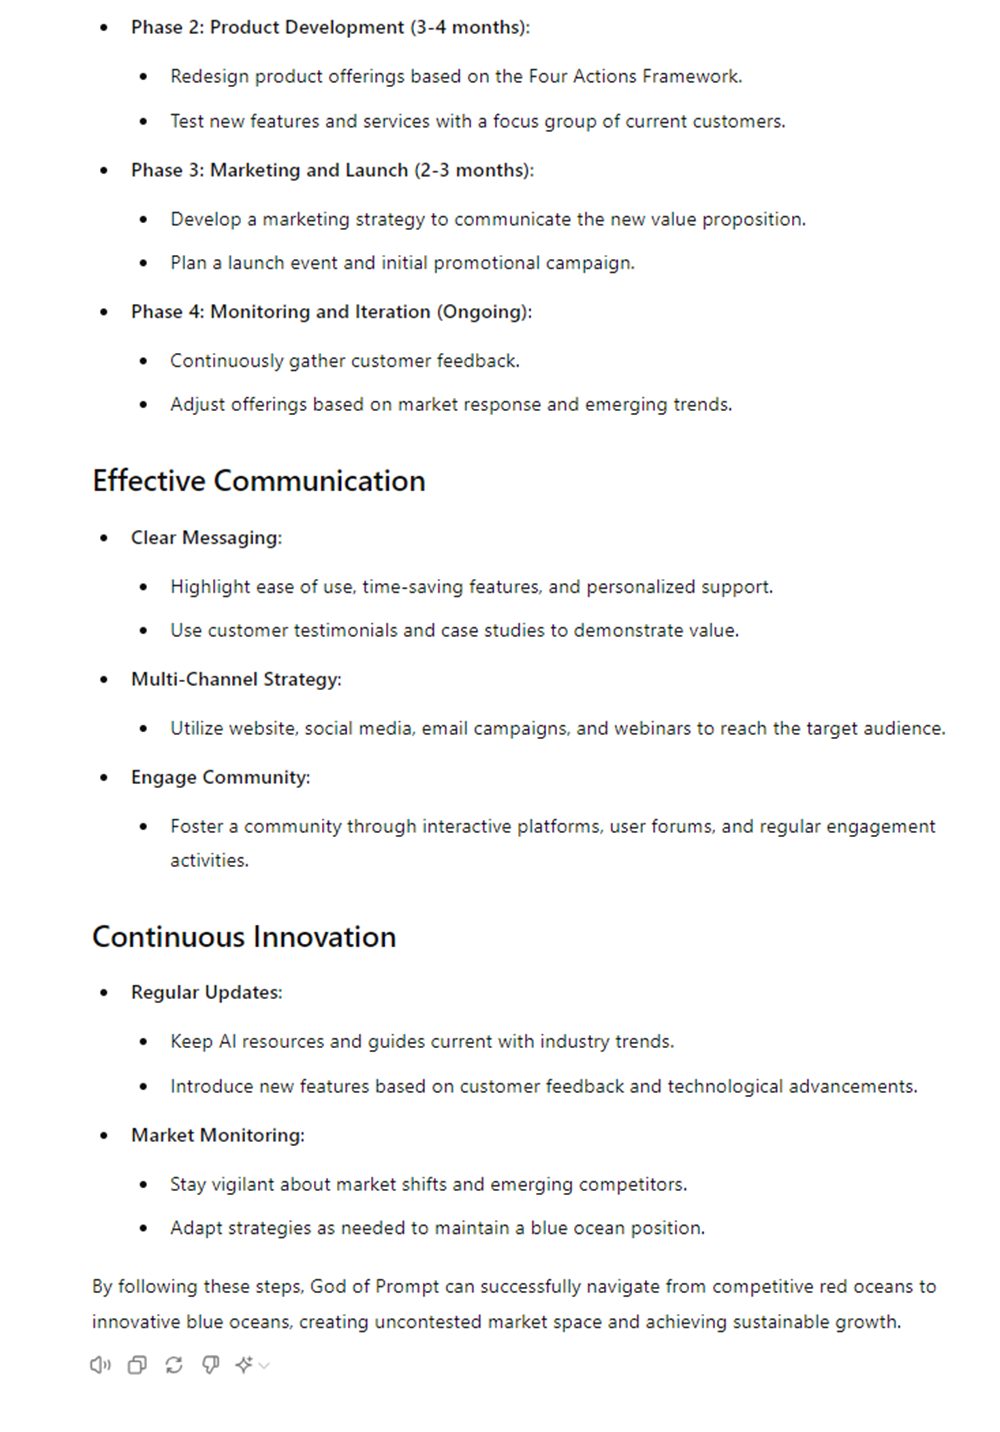 Phase 2: Product Development (3-4 months):
Redesign product offerings based on the Four Actions Framework.
Test new features and services with a focus group of current customers.
Phase 3: Marketing and Launch (2-3 months):
Develop a marketing strategy to communicate the new value proposition.
Plan a launch event and initial promotional campaign.
Phase 4: Monitoring and Iteration (Ongoing):
Continuously gather customer feedback.
Adjust offerings based on market response and emerging trends.
Effective Communication
Clear Messaging:
Highlight ease of use, time-saving features, and personalized support.
Use customer testimonials and case studies to demonstrate value.
Multi-Channel Strategy:
Utilize website, social media, email campaigns, and webinars to reach the target audience.
Engage Community:
Foster a community through interactive platforms, user forums, and regular engagement
activities.
Continuous Innovation
Regular Updates:
Keep AI resources and guides current with industry trends.
Introduce new features based on customer feedback and technological advancements.
Market Monitoring:
Stay vigilant about market shifts and emerging competitors.
Adapt strategies as needed to maintain a blue ocean position.
By following these steps, God of Prompt can successfully navigate from competitive red oceans to
innovative blue oceans, creating uncontested market space and achieving sustainable growth.